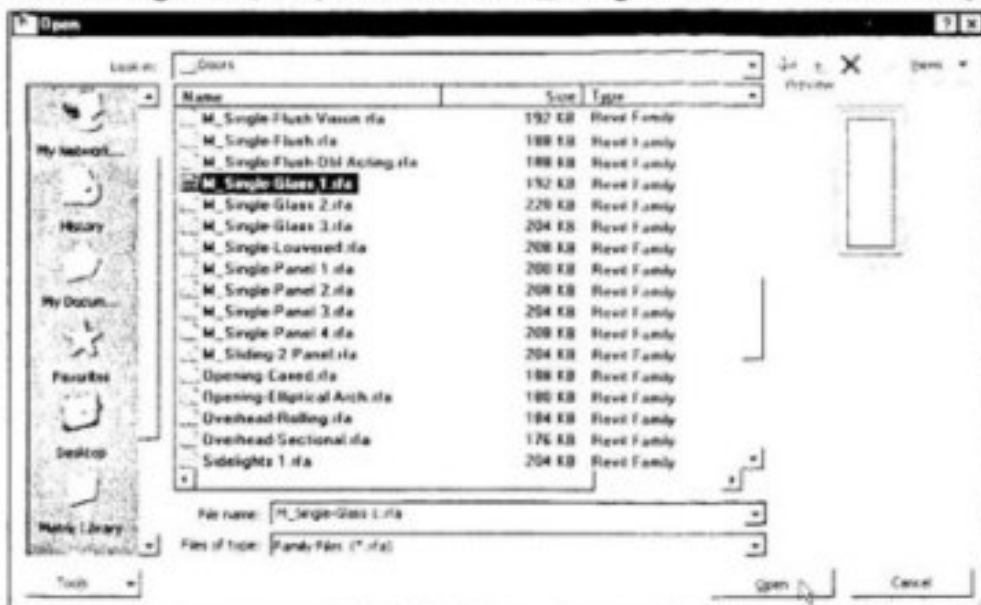 Open
Look in: Doors
Preview
Name Size Type
M_Single-Flush Vision.rfa 192 KB Revit Family
M_Single-Flush.rfa 188 KB Revit Family
M_Single-Flush-Dbl Acting.rfa 188 KB Revit Family
M_Single-Glass 1.rfa 192 KB Revit Family
M_Single-Glass 2.rfa 220 KB Revit Family
M_Single-Glass 3.rfa 204 KB Revit Family
M_Single-Louvered.rfa 208 KB Revit Family
M_Single-Panel 1.rfa 200 KB Revit Family
M_Single-Panel 2.rfa 208 KB Revit Family
M_Single-Panel 3.rfa 204 KB Revit Family
M_Single-Panel 4.rfa 208 KB Revit Family
M_Sliding-2 Panel.rfa 204 KB Revit Family
Opening-Cased.rfa 188 KB Revit Family
Opening-Elliptical Arch.rfa 180 KB Revit Family
Overhead-Rolling.rfa 184 KB Revit Family
Overhead-Sectional.rfa 176 KB Revit Family
Sidelights 1.rfa 204 KB Revit Family
My Network...
History
My Docum...
Favorites
Desktop
Metric Library
File name: M_Single-Glass 1.rfa
Files of type: Family Files (*.rfa)
Tools
Open
Cancel